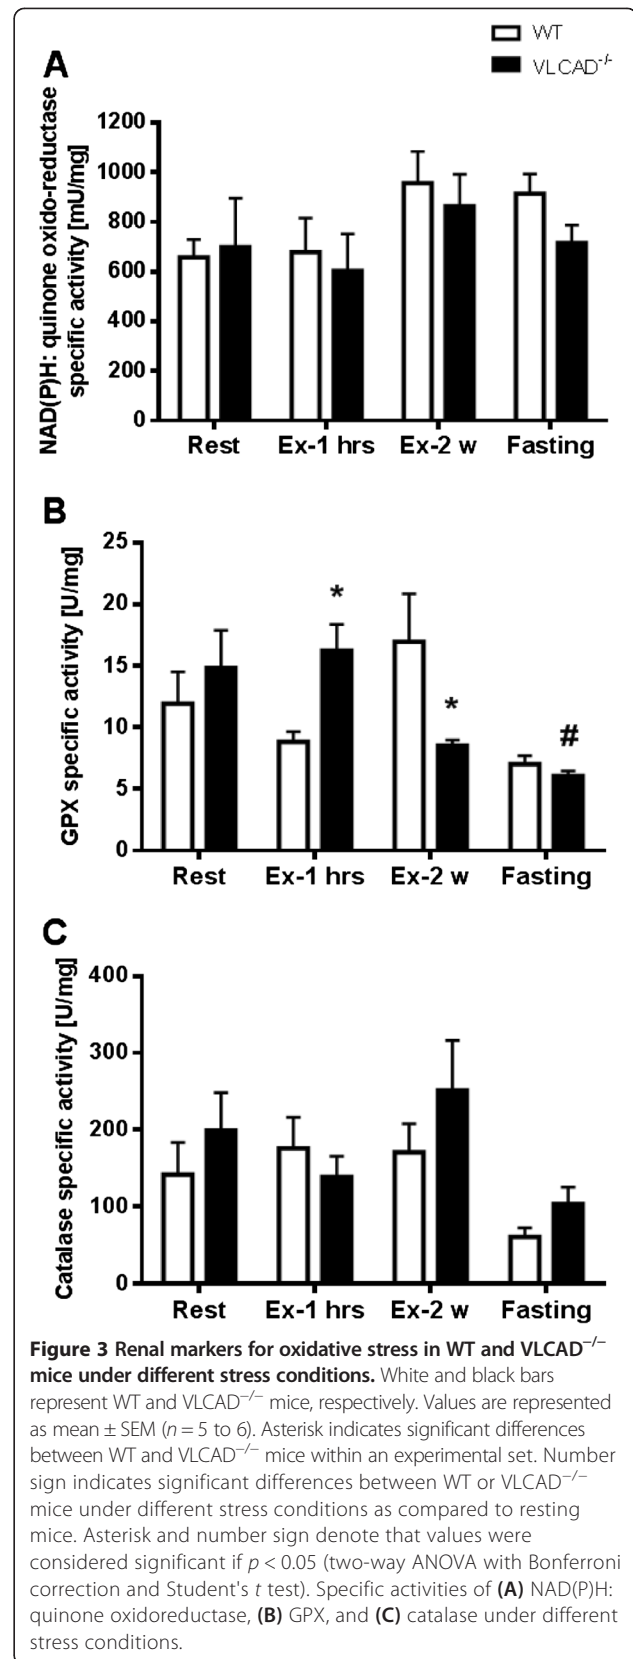 WT
VLCAD-/-
A
NAD(P)H: quinone oxido-reductase
specific activity [mU/mg]
1200
1000
800
600
400
200
0
Rest Ex-1 hrs Ex-2 w Fasting
B
GPX specific activity [U/mg]
25
20
15
10
5
0
*
*
#
Rest Ex-1 hrs Ex-2 w Fasting
C
Catalase specific activity [U/mg]
400
300
200
100
0
Rest Ex-1 hrs Ex-2 w Fasting
Figure 3 Renal markers for oxidative stress in WT and VLCAD−/−
mice under different stress conditions. White and black bars
represent WT and VLCAD−/− mice, respectively. Values are represented
as mean ± SEM (n = 5 to 6). Asterisk indicates significant differences
between WT and VLCAD−/− mice within an experimental set. Number
sign indicates significant differences between WT or VLCAD−/−
mice under different stress conditions as compared to resting
mice. Asterisk and number sign denote that values were
considered significant if p < 0.05 (two-way ANOVA with Bonferroni
correction and Student's t test). Specific activities of (A) NAD(P)H:
quinone oxidoreductase, (B) GPX, and (C) catalase under different
stress conditions.